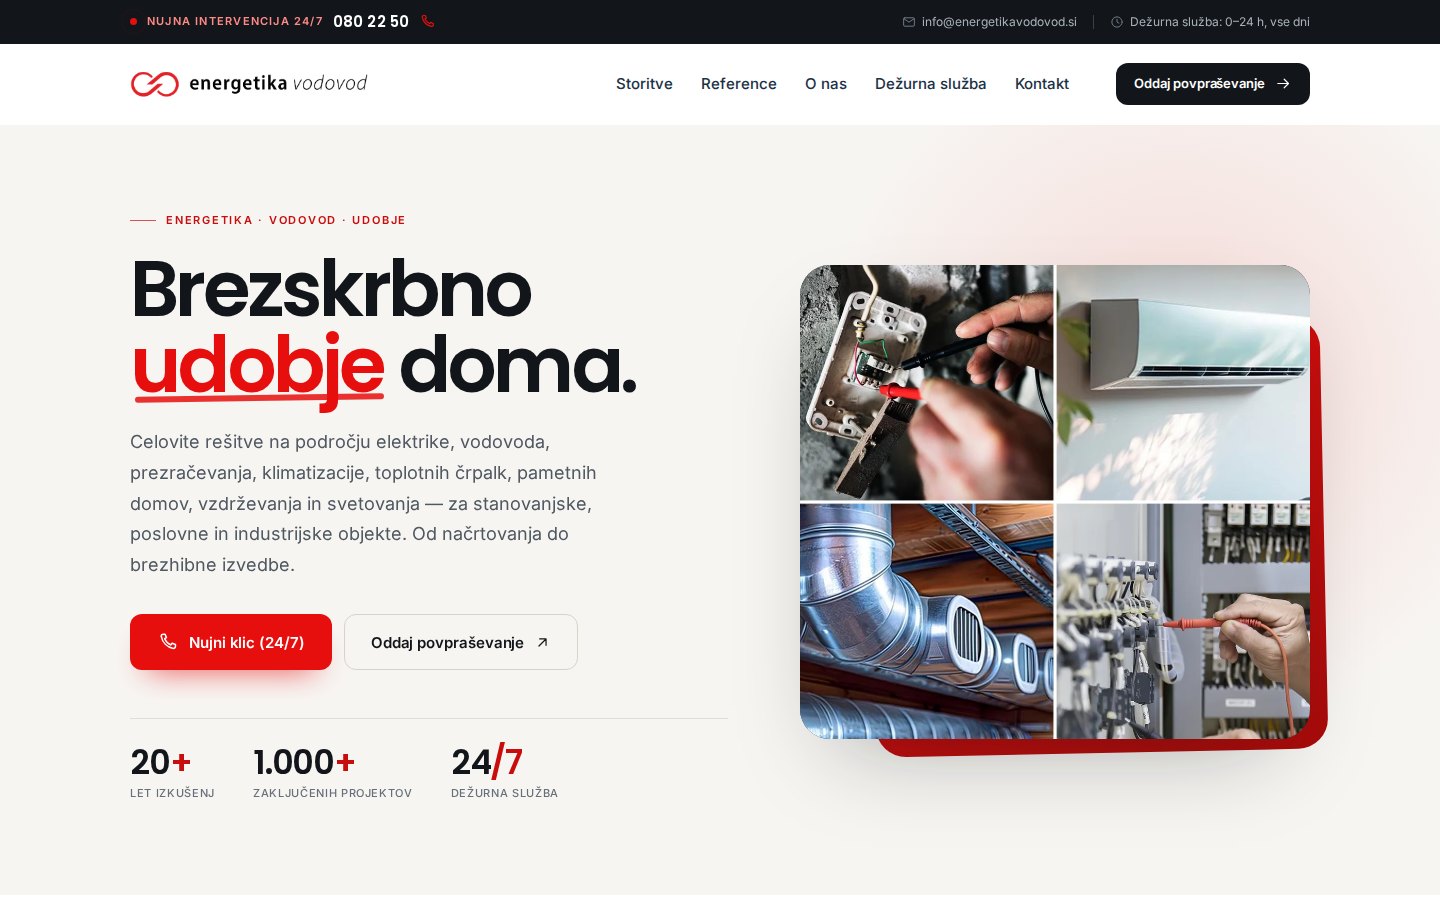 NUJNA INTERVENCIJA 24/7 080 22 50
info@energetikavodovod.si
Dežurna služba: 0–24 h, vse dni
energetika vodovod
Storitve
Reference
O nas
Dežurna služba
Kontakt
Oddaj povpraševanje
ENERGETIKA · VODOVOD · UDOBJE
Brezskrbno
udobje doma.
Celovite rešitve na področju elektrike, vodovoda,
prezračevanja, klimatizacije, toplotnih črpalk, pametnih
domov, vzdrževanja in svetovanja — za stanovanjske,
poslovne in industrijske objekte. Od načrtovanja do
brezhibne izvedbe.
Nujni klic (24/7)
Oddaj povpraševanje
20+
LET IZKUŠENJ
1.000+
ZAKLJUČENIH PROJEKTOV
24/7
DEŽURNA SLUŽBA